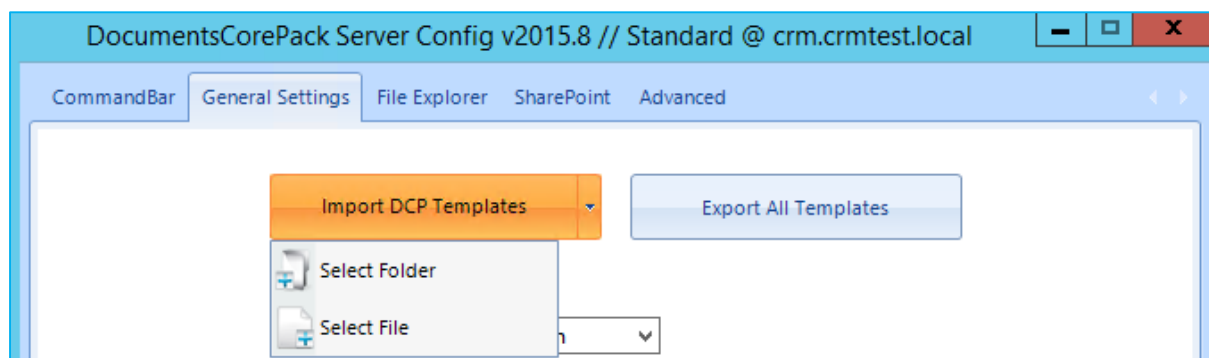 DocumentsCorePack Server Config v2015.8 // Standard @ crm.crmtest.local
CommandBar General Settings File Explorer SharePoint Advanced
Import DCP Templates Export All Templates
Select Folder
Select File